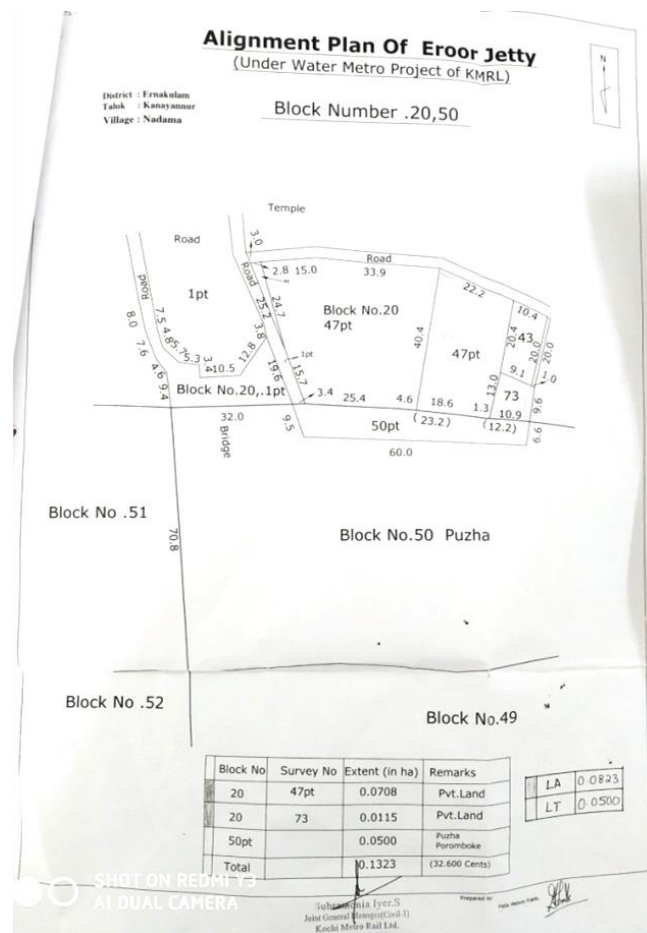 Alignment Plan Of Eroor Jetty
(Under Water Metro Project of KMRL)
District : Ernakulam
Taluk : Kanayannur
Village : Nadama
Block Number .20,50
N
Temple
3.0
Road
Road
Road
Road
2.8 15.0
33.9
22.2
10.4
1pt
Block No.20
47pt
24.7
25.2
3.8
12.8
7.5
4.8
5.7
5.3
3.4
10.5
8.0
7.6
4.6
9.4
40.4
47pt
20.4
43
20.0
20.0
9.1
1.0
73
13.0
1pt
15.7
19.6
3.4
25.4
4.6
18.6
1.3
10.9
9.6
Block No.20,.1pt
32.0
Bridge
9.5
50pt
(23.2)
(12.2)
6.6
60.0
Block No .51
70.8
Block No.50 Puzha
Block No .52
Block No.49
Block No Survey No Extent (in ha) Remarks
20 47pt 0.0708 Pvt.Land
20 73 0.0115 Pvt.Land
50pt 0.0500 Puzha
Poromboke
Total 0.1323 (32.600 Cents)
LA 0.0823
LT 0.0500
SHOT ON REDMI Y3
AI DUAL CAMERA
Subramonia Iyer.S
Joint General Manager(Civil-1)
Kochi Metro Rail Ltd.
Prepared by